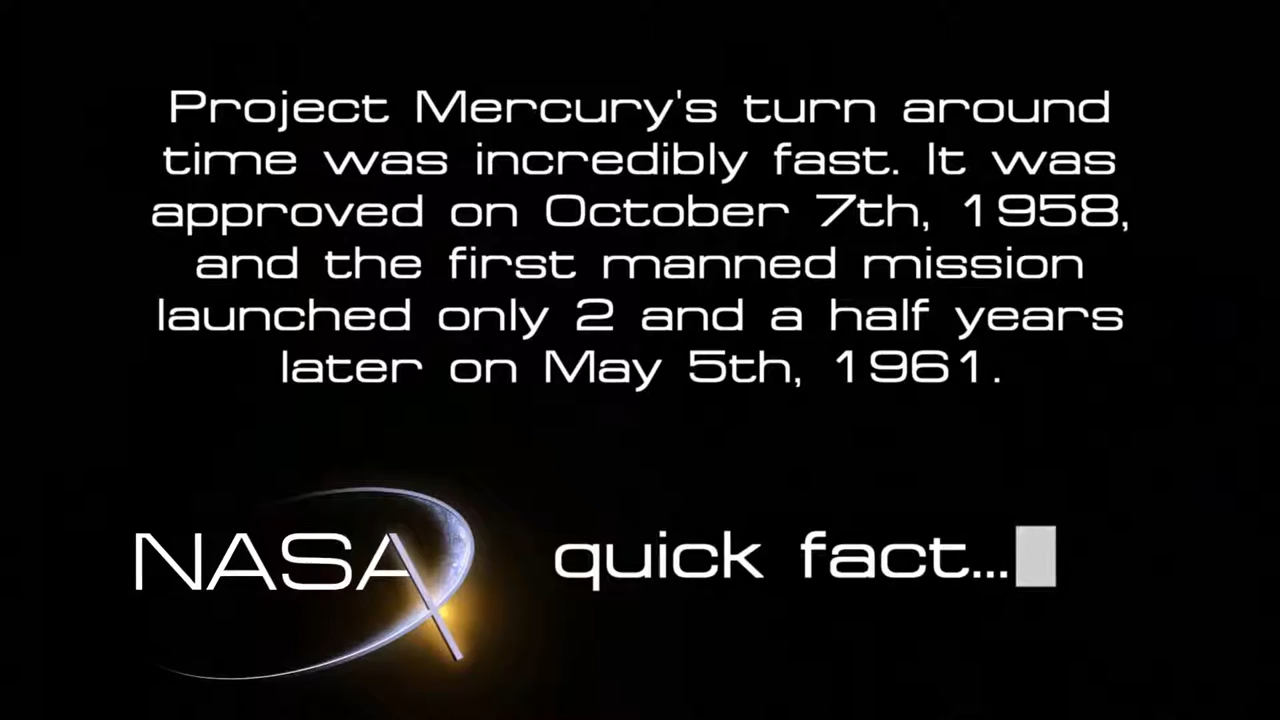 Project Mercury's turn around
time was incredibly fast. It was
approved on October 7th, 1958,
and the first manned mission
launched only 2 and a half years
later on May 5th, 1961.
NASA quick fact...